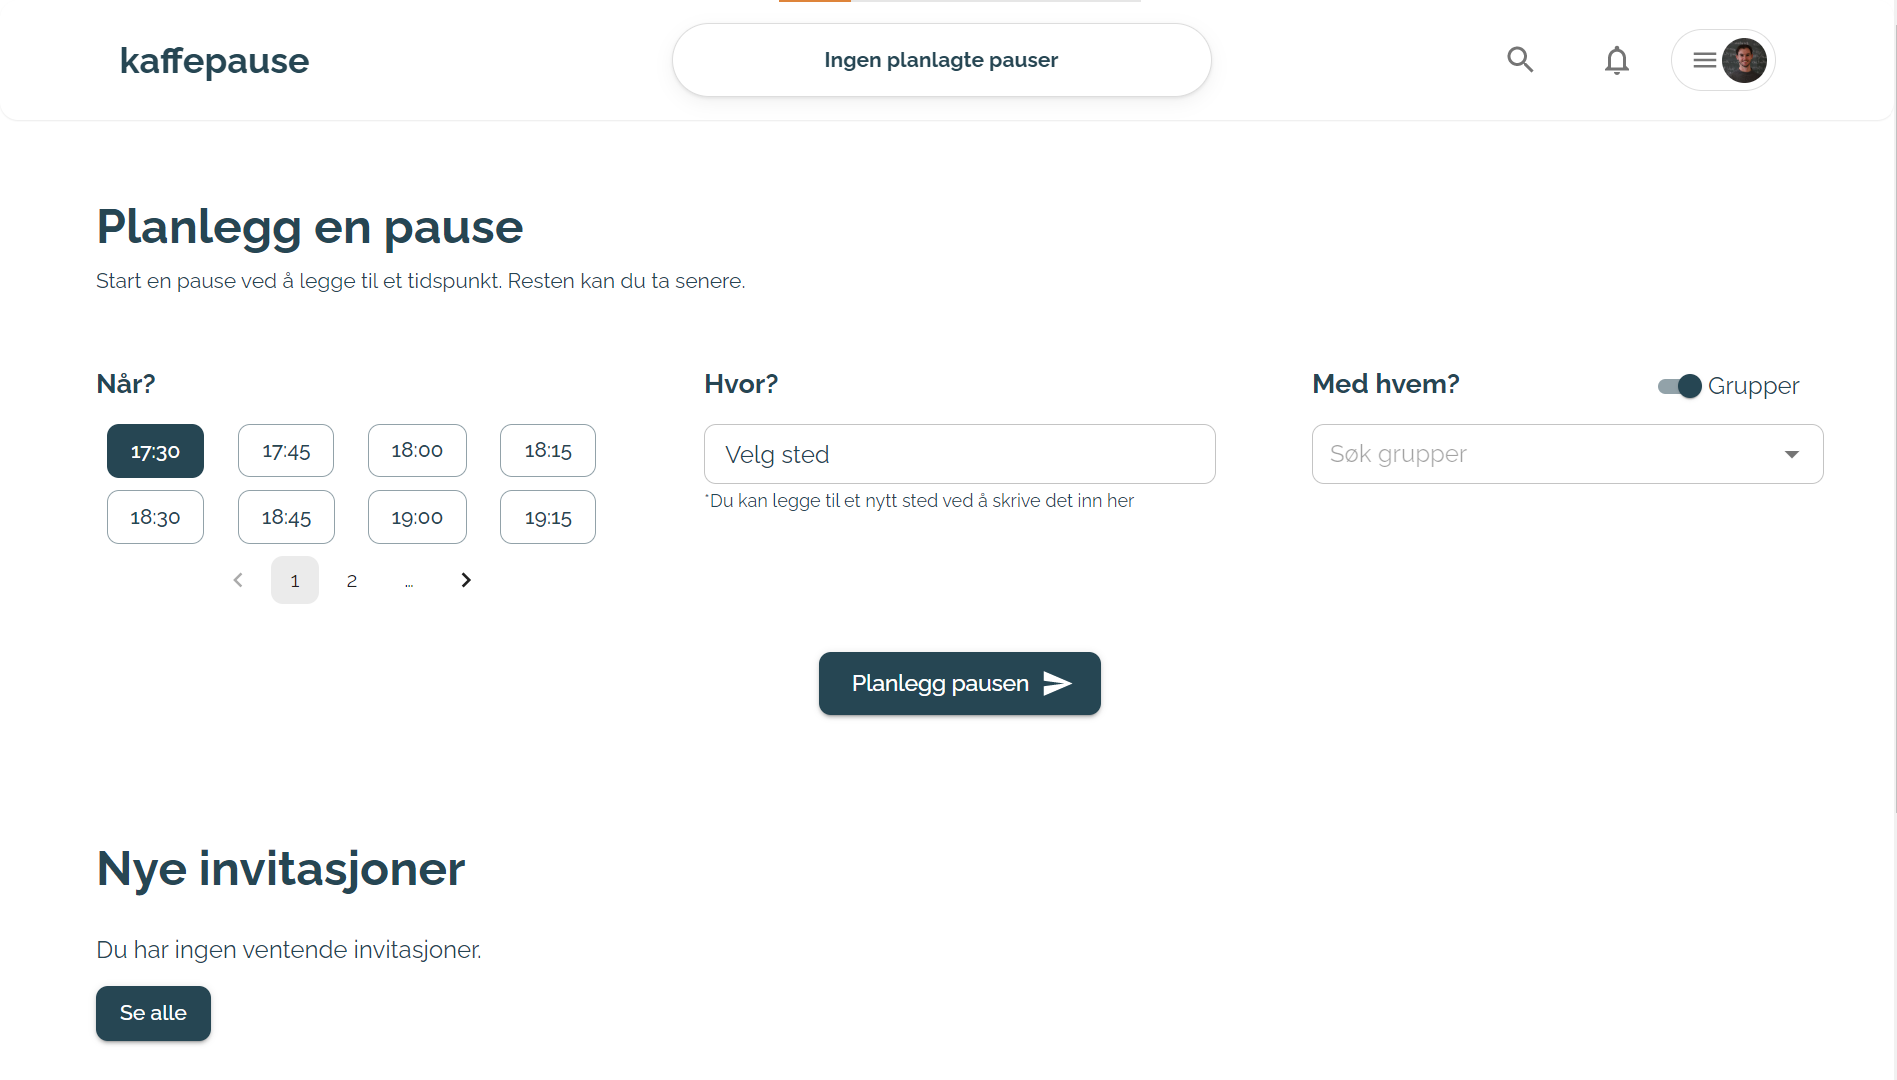 kaffepause
Ingen planlagte pauser
Planlegg en pause
Start en pause ved å legge til et tidspunkt. Resten kan du ta senere.
Når?
17:30 17:45 18:00 18:15
18:30 18:45 19:00 19:15
1 2 ...
Hvor?
Velg sted
*Du kan legge til et nytt sted ved å skrive det inn her
Med hvem?
Grupper
Søk grupper
Planlegg pausen
Nye invitasjoner
Du har ingen ventende invitasjoner.
Se alle